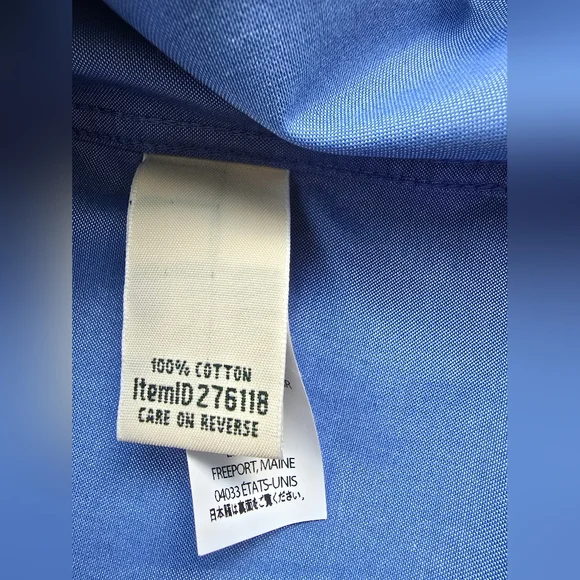 100% COTTON
ItemID 276118
CARE ON REVERSE
FREEPORT, MAINE
04033 ÉTATS-UNIS
日本語は裏面をご覧ください。